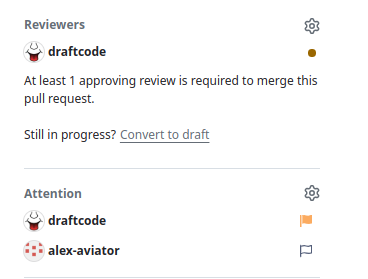 Reviewers
draftcode
At least 1 approving review is required to merge this
pull request.
Still in progress? Convert to draft
Attention
draftcode
alex-aviator